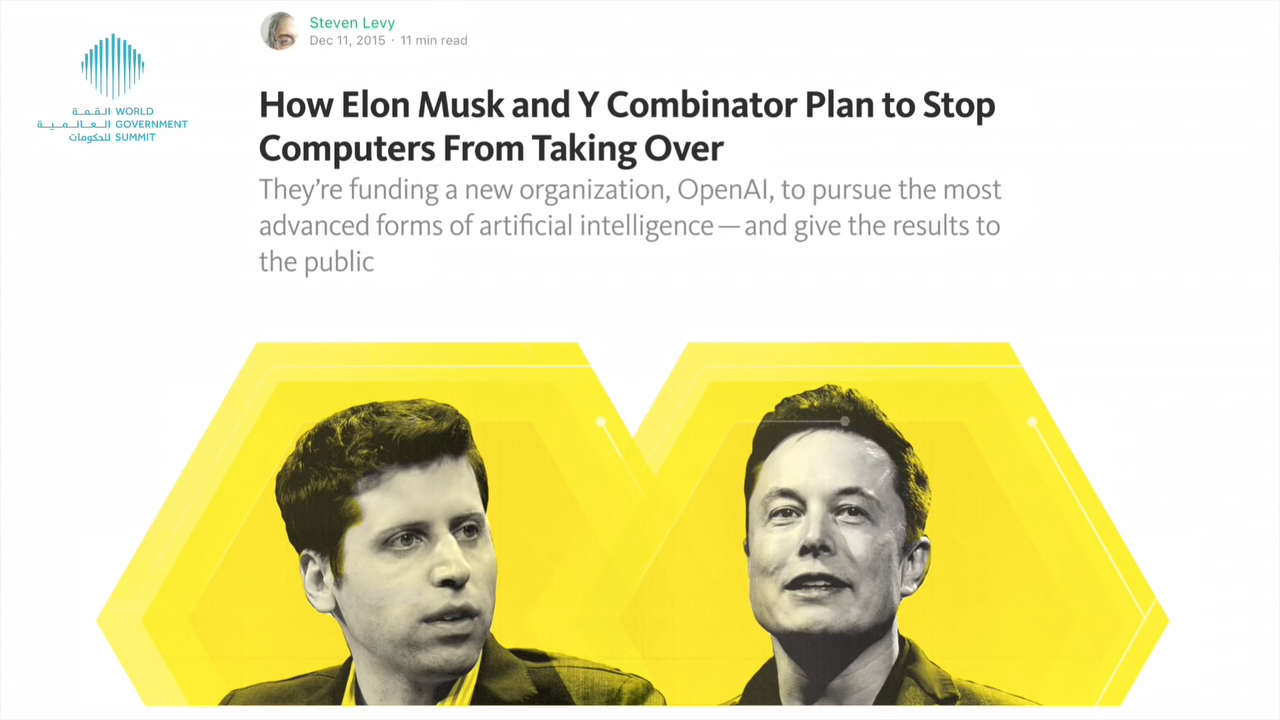 Steven Levy
Dec 11, 2015 · 11 min read
القمة WORLD
العالمية GOVERNMENT
للحكومات SUMMIT
How Elon Musk and Y Combinator Plan to Stop
Computers From Taking Over
They’re funding a new organization, OpenAI, to pursue the most
advanced forms of artificial intelligence — and give the results to
the public